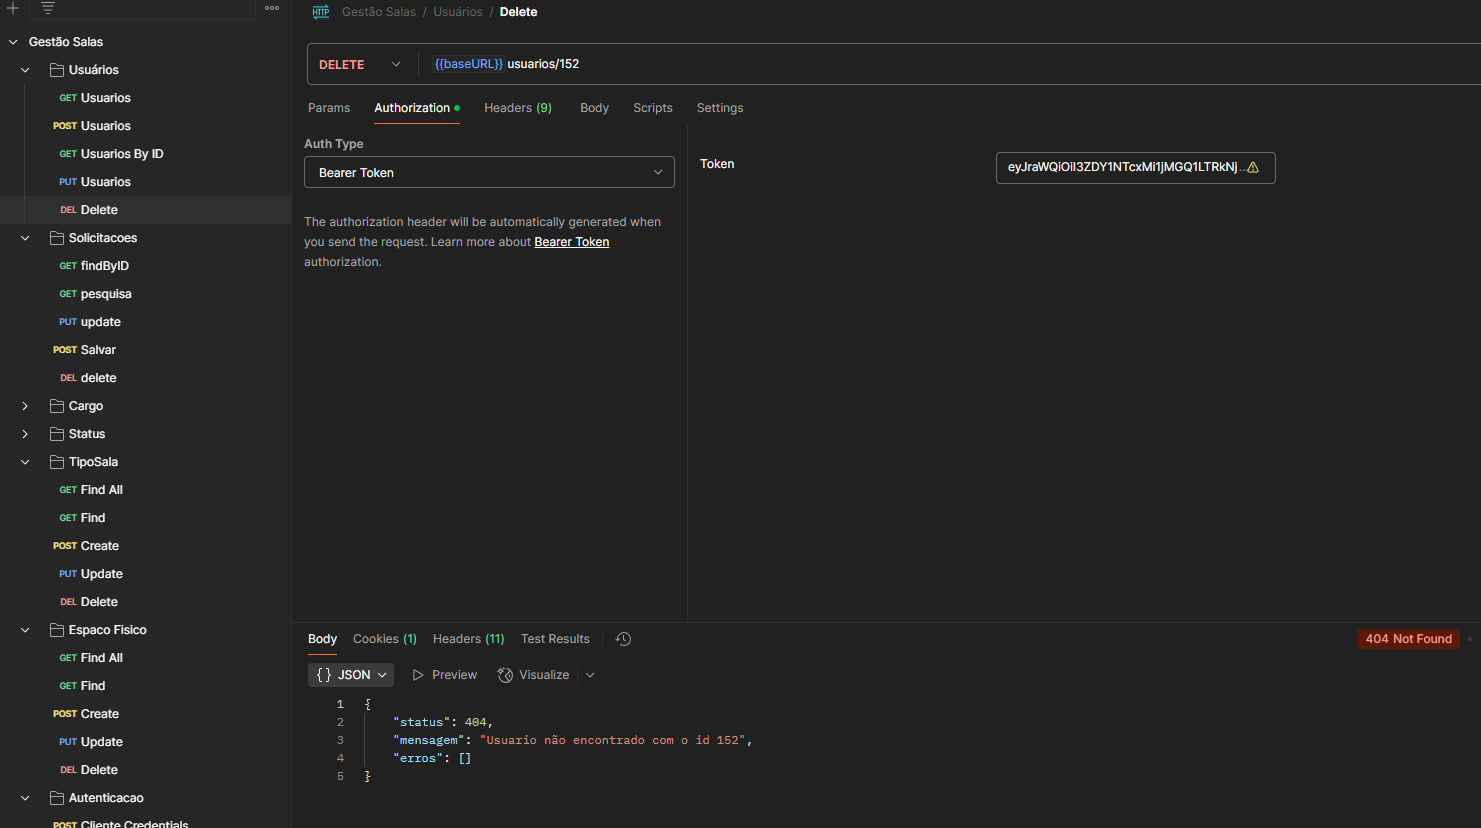 Gestão Salas
Usuários
GET Usuarios
POST Usuarios
GET Usuarios By ID
PUT Usuarios
DEL Delete
Solicitacoes
GET findByID
GET pesquisa
PUT update
POST Salvar
DEL delete
Cargo
Status
TipoSala
GET Find All
GET Find
POST Create
PUT Update
DEL Delete
Espaco Fisico
GET Find All
GET Find
POST Create
PUT Update
DEL Delete
Autenticacao
POST Cliente Credentials
HTTP Gestão Salas / Usuários / Delete
DELETE {{baseURL}} usuarios/152
Params Authorization Headers (9) Body Scripts Settings
Auth Type
Bearer Token
The authorization header will be automatically generated when
you send the request. Learn more about Bearer Token
authorization.
Token eyJraWQiOiI3ZDY1NTcxMi1jMGQ1LTRkNj...
Body Cookies (1) Headers (11) Test Results 404 Not Found
{} JSON Preview Visualize
1 {
2 "status": 404,
3 "mensagem": "Usuario não encontrado com o id 152",
4 "erros": []
5 }